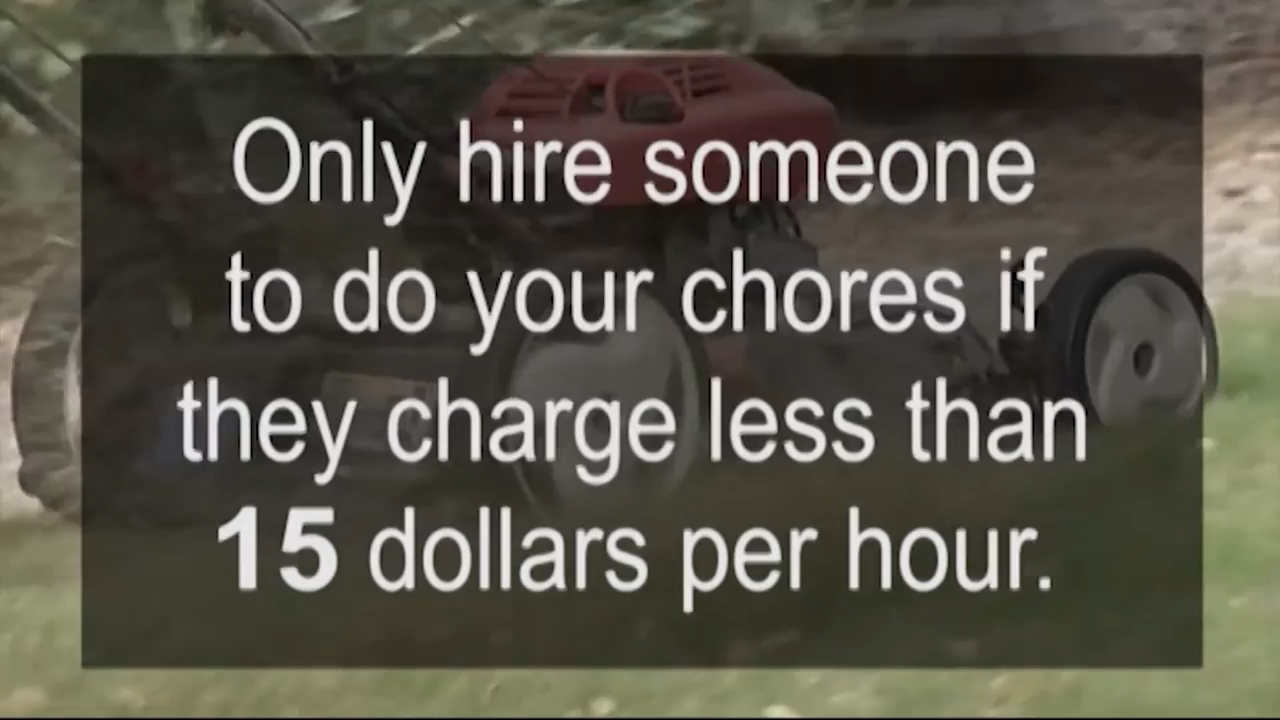 Only hire someone
to do your chores if
they charge less than
15 dollars per hour.